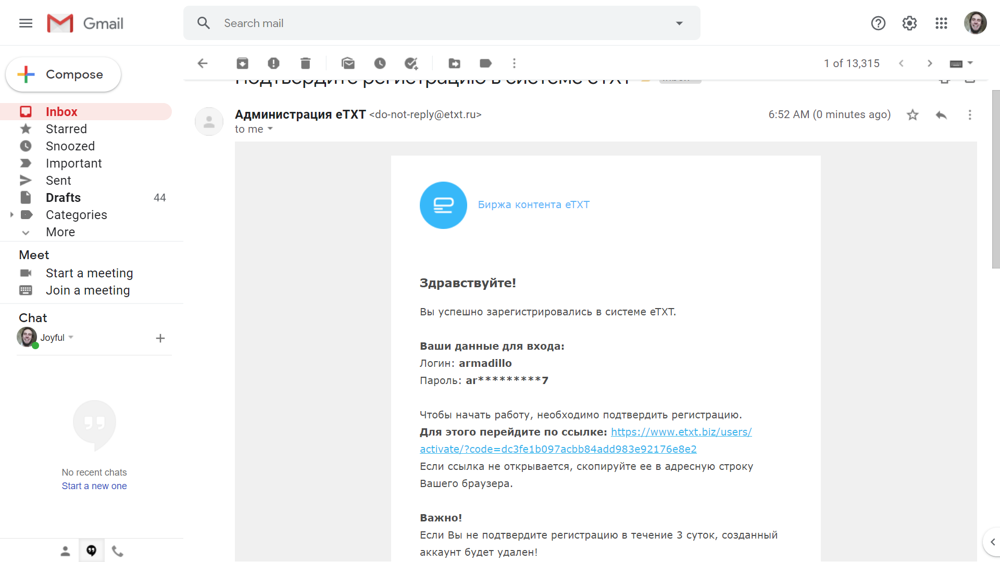 Gmail
Search mail
Compose
1 of 13,315
Inbox
Starred
Snoozed
Important
Sent
Drafts 44
Categories
More
Meet
Start a meeting
Join a meeting
Chat
Joyful
No recent chats
Start a new one
Подтвердите регистрацию в системе eTXT
Inbox
Администрация eTXT <do-not-reply@etxt.ru>
6:52 AM (0 minutes ago)
to me
Биржа контента eTXT
Здравствуйте!
Вы успешно зарегистрировались в системе eTXT.
Ваши данные для входа:
Логин: armadillo
Пароль: ar*********7
Чтобы начать работу, необходимо подтвердить регистрацию.
Для этого перейдите по ссылке: https://www.etxt.biz/users/
activate/?code=dc3fe1b097acbb84add983e92176e8e2
Если ссылка не открывается, скопируйте ее в адресную строку
Вашего браузера.
Важно!
Если Вы не подтвердите регистрацию в течение 3 суток, созданный
аккаунт будет удален!